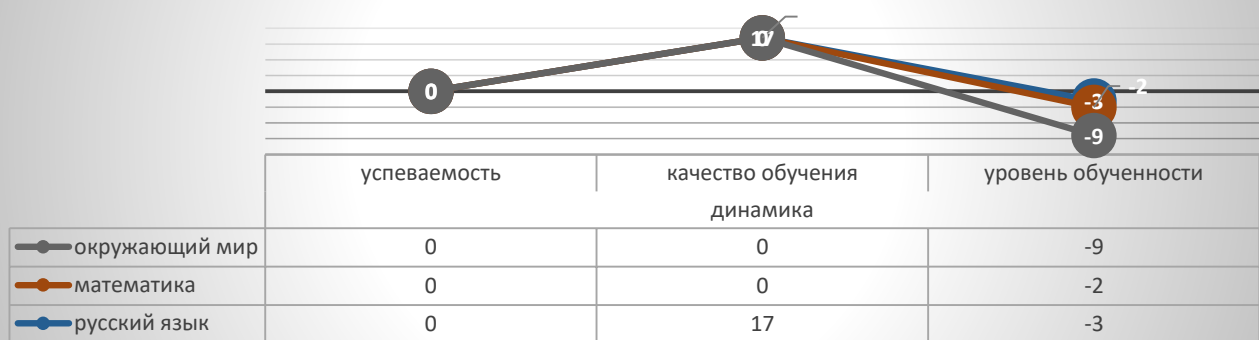 0
-3
-2
-9
успеваемость качество обучения уровень обученности
динамика
окружающий мир 0 0 -9
математика 0 0 -2
русский язык 0 17 -3